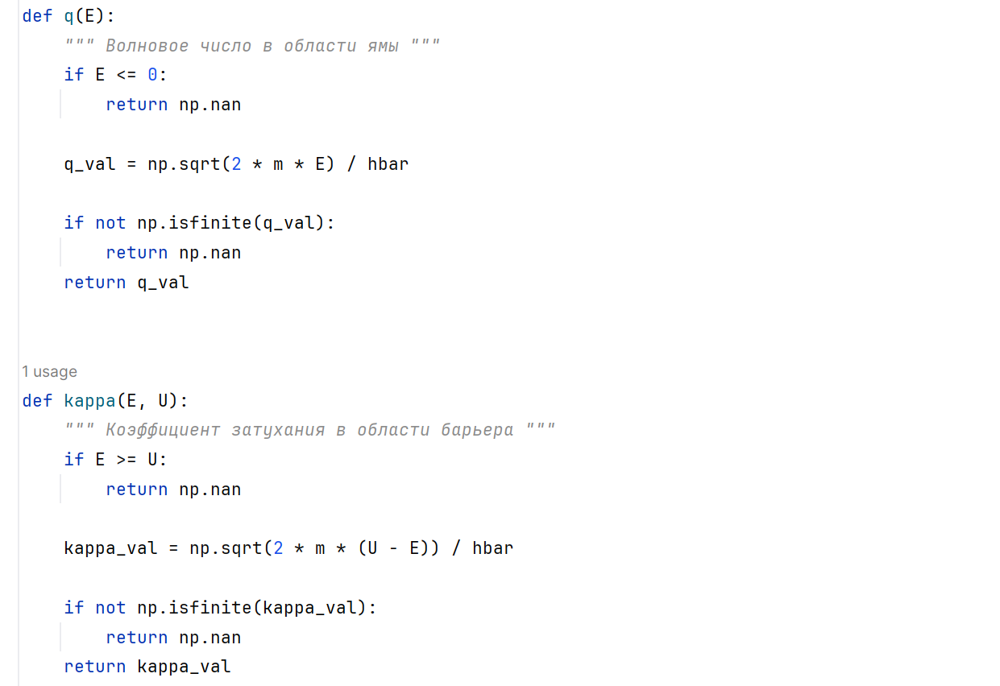 def q(E):
    """ Волновое число в области ямы """
    if E <= 0:
        return np.nan
    q_val = np.sqrt(2 * m * E) / hbar
    if not np.isfinite(q_val):
        return np.nan
    return q_val
1 usage
def kappa(E, U):
    """ Коэффициент затухания в области барьера """
    if E >= U:
        return np.nan
    kappa_val = np.sqrt(2 * m * (U - E)) / hbar
    if not np.isfinite(kappa_val):
        return np.nan
    return kappa_val